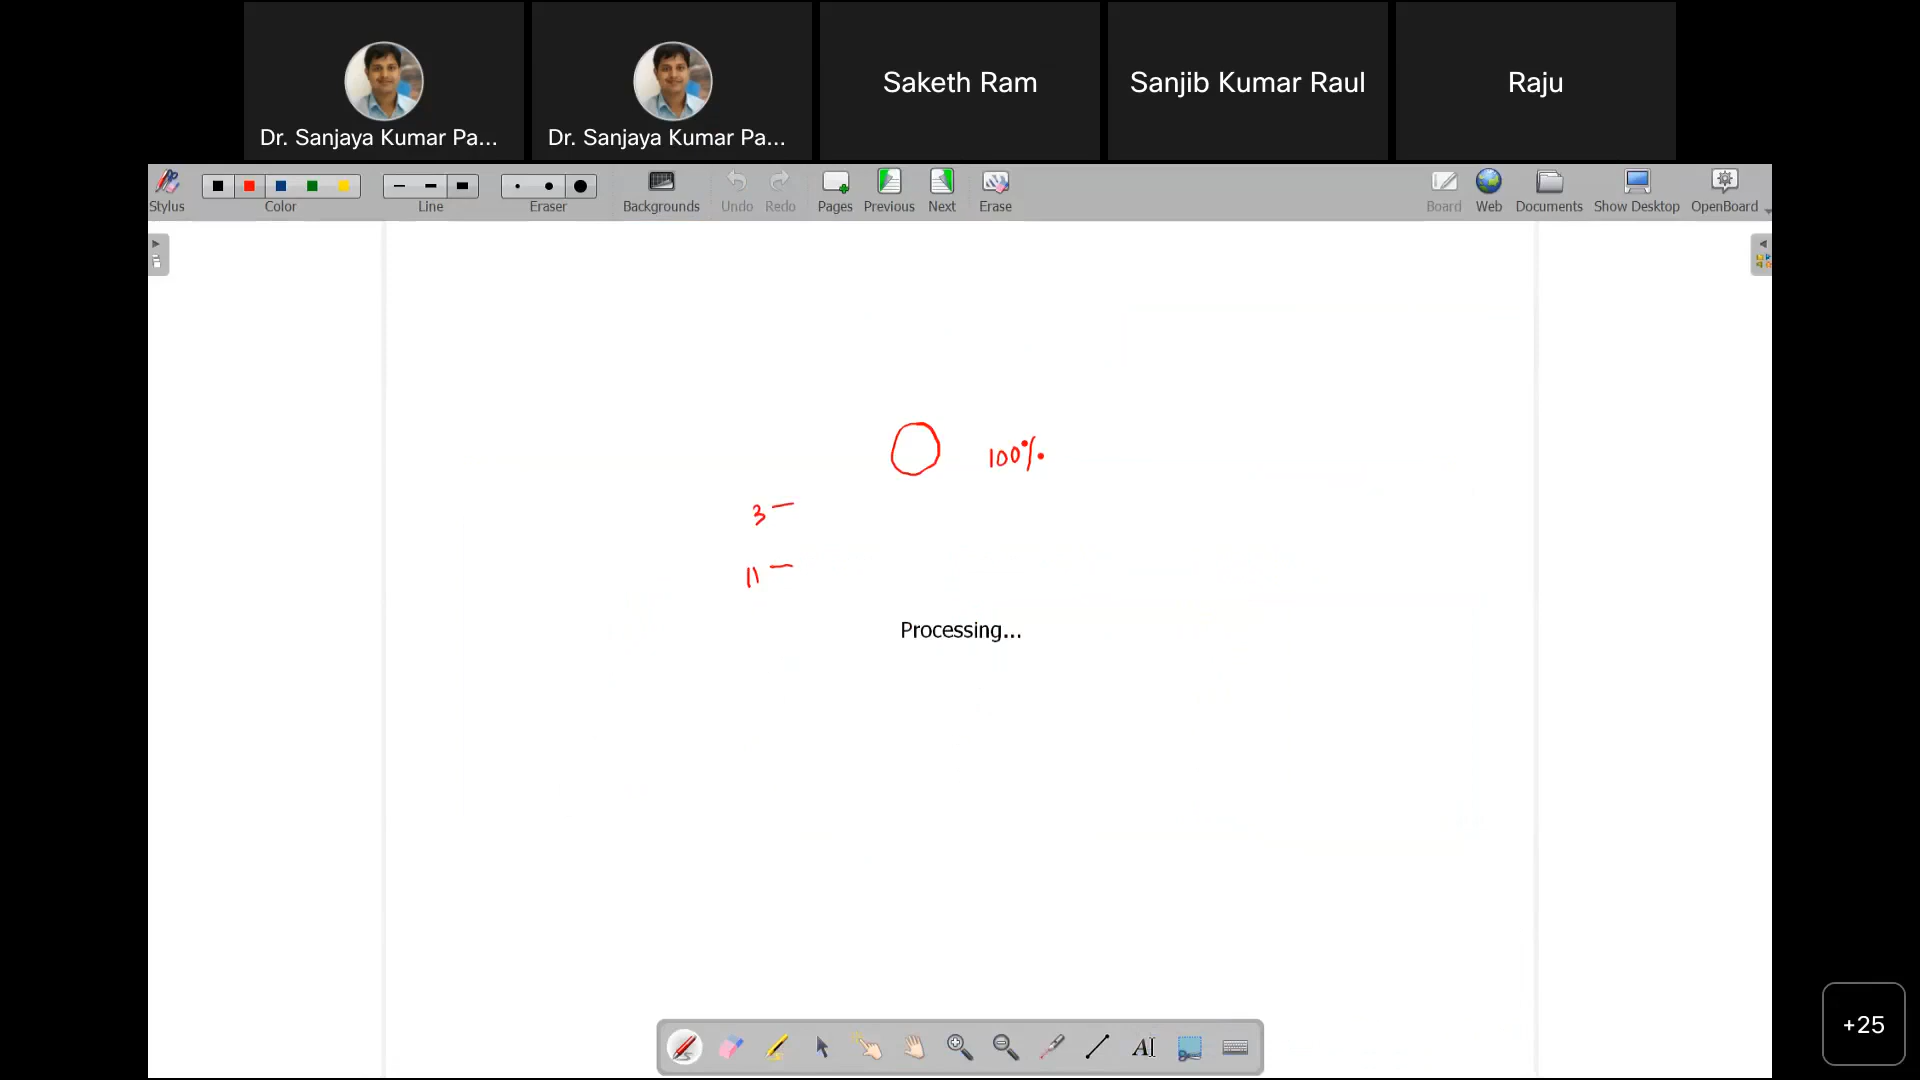 Dr. Sanjaya Kumar Pa... Dr. Sanjaya Kumar Pa... Saketh Ram Sanjib Kumar Raul Raju
Stylus Color Line Eraser Backgrounds Undo Redo Pages Previous Next Erase Board Web Documents Show Desktop OpenBoard
100%
3 -
11 -
Processing...
AI
+25